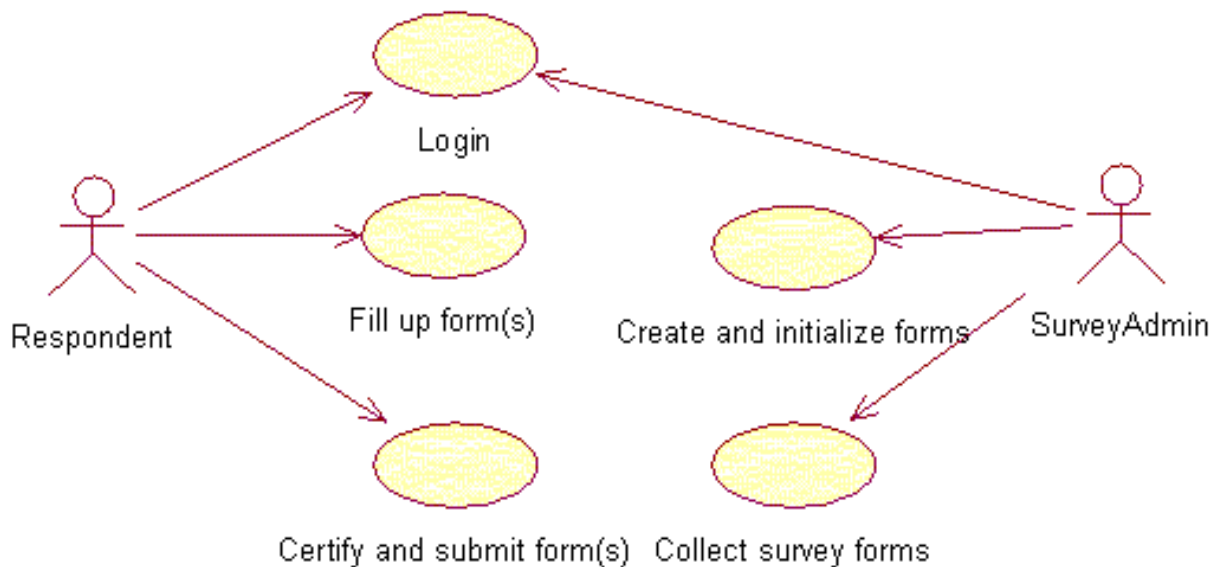 Login
Fill up form(s)
Respondent
Create and initialize forms
SurveyAdmin
Certify and submit form(s)
Collect survey forms